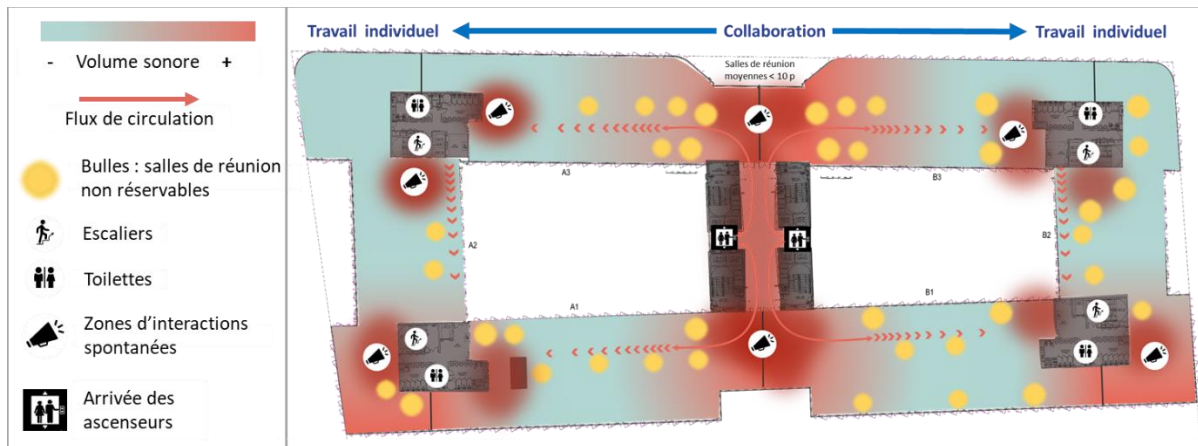 - Volume sonore +
Flux de circulation
Bulles : salles de réunion
non réservables
Escaliers
Toilettes
Zones d’interactions
spontanées
Arrivée des
ascenseurs
Travail individuel
Collaboration
Travail individuel
Salles de réunion
moyennes < 10 p
A3
B3
A2
B2
A1
B1